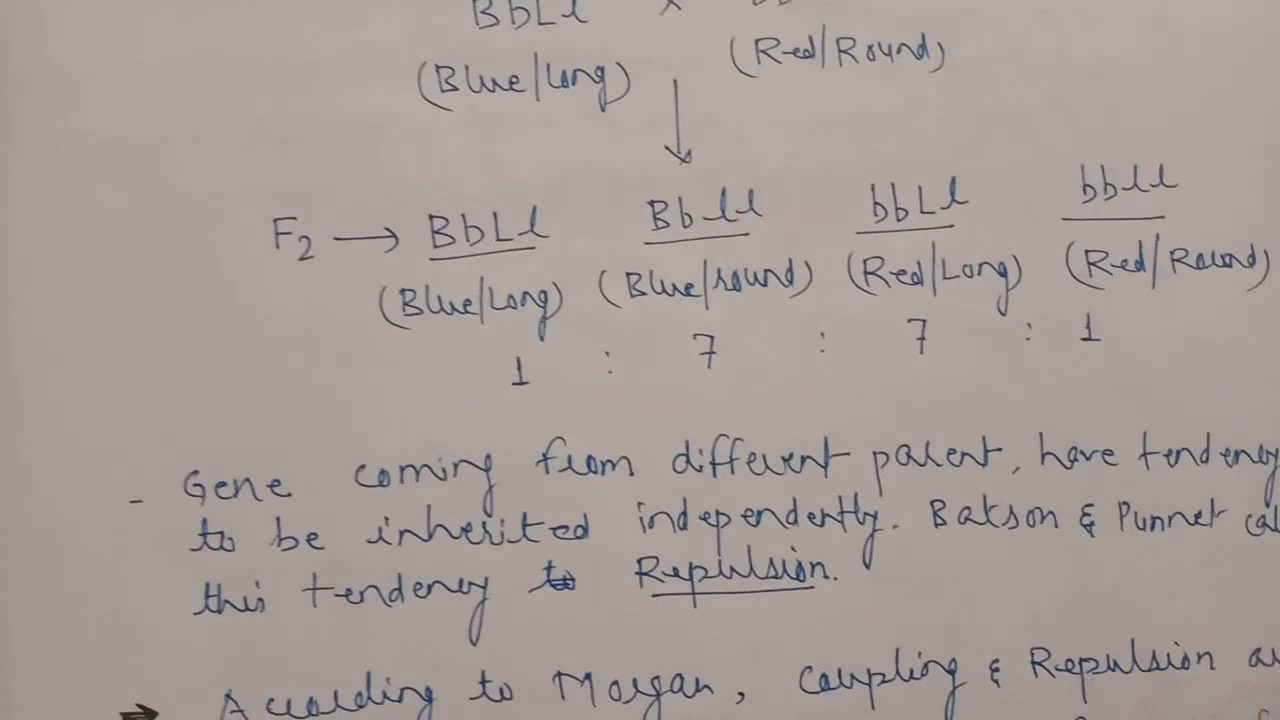 BbLl x
(Blue/Long) (Red/Round)
F2 → BbLl Bbll bbLl bbll
(Blue/Long) (Blue/round) (Red/Long) (Red/Round)
1 : 7 : 7 : 1
- Gene coming from different parent, have tendency
to be inherited independently. Batson & Punnet
this tendency to Repulsion.
⇒ According to Morgan, Coupling & Repulsion